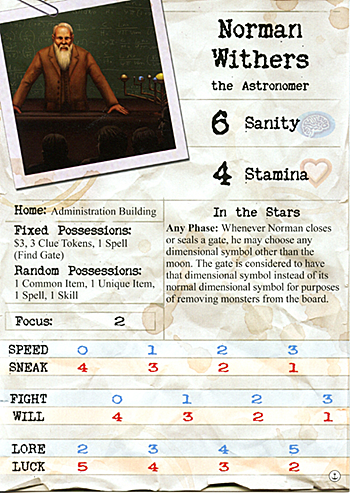 Norman
Withers
the Astronomer
6 Sanity
4 Stamina
Home: Administration Building
Fixed Possessions:
$3, 3 Clue Tokens, 1 Spell
(Find Gate)
Random Possessions:
1 Common Item, 1 Unique Item,
1 Spell, 1 Skill
Focus: 2
In the Stars
Any Phase: Whenever Norman closes
or seals a gate, he may choose any
dimensional symbol other than the
moon. The gate is considered to have
that dimensional symbol instead of its
normal dimensional symbol for purposes
of removing monsters from the board.
SPEED 0 1 2 3
SNEAK 4 3 2 1
FIGHT 0 1 2 3
WILL 4 3 2 1
LORE 2 3 4 5
LUCK 5 4 3 2